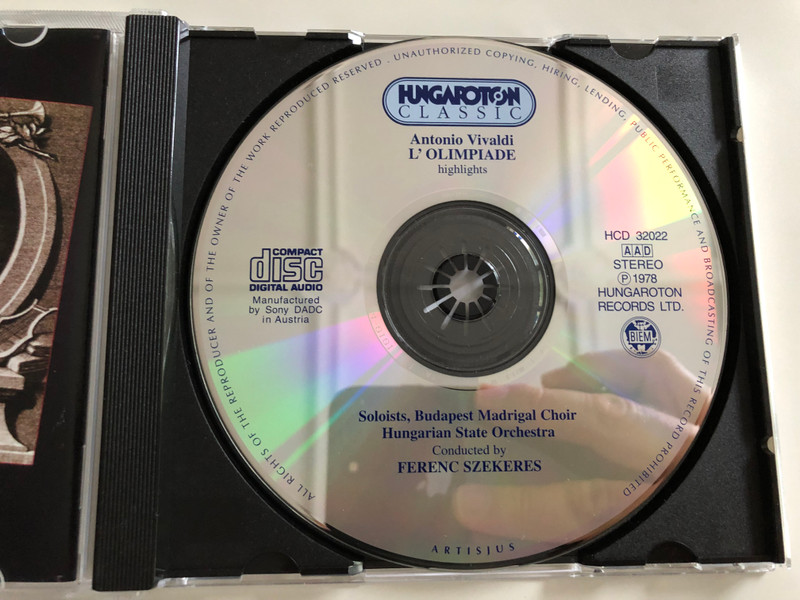 ALL RIGHTS OF THE REPRODUCER AND OF THE OWNER OF THE WORK REPRODUCED RESERVED . UNAUTHORIZED COPYING, HIRING, LENDING, PUBLIC PERFORMANCE AND BROADCASTING OF THIS RECORD PROHIBITED
HUNGAROTON
CLASSIC
Antonio Vivaldi
L' OLIMPIADE
highlights
COMPACT
disc
DIGITAL AUDIO
Manufactured
by Sony DADC
in Austria
HCD 32022
AAD
STEREO
℗ 1978
HUNGAROTON
RECORDS LTD.
BIEM
Soloists, Budapest Madrigal Choir
Hungarian State Orchestra
Conducted by
FERENC SZEKERES
ARTISJUS